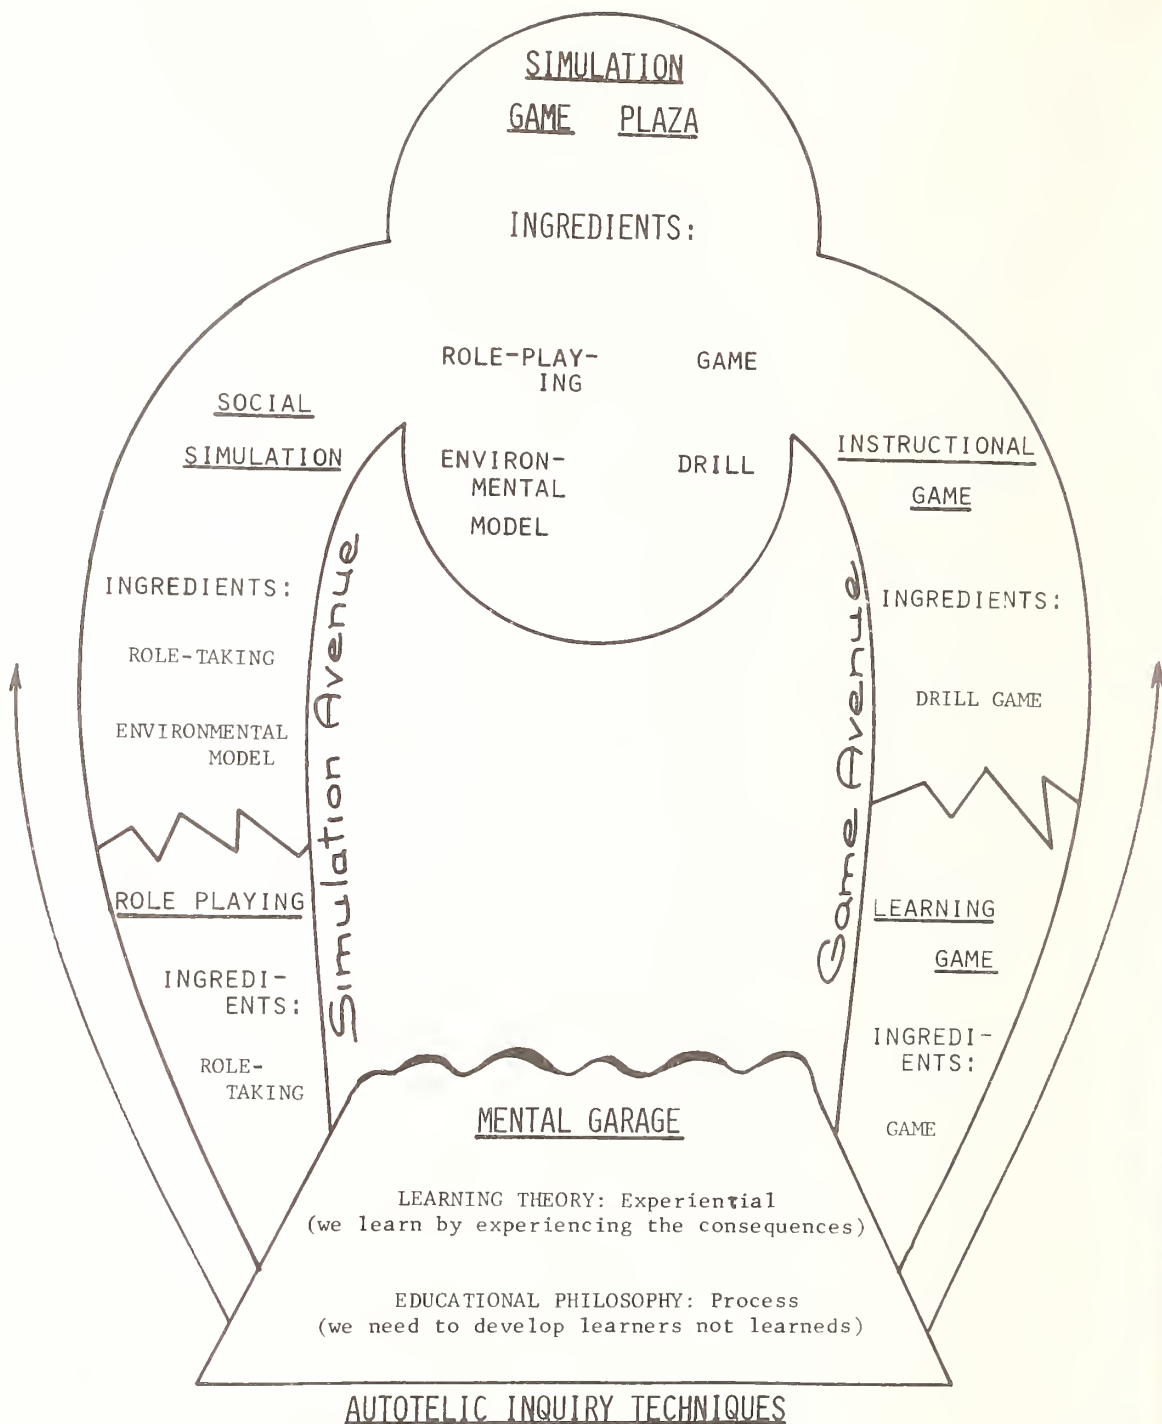 SIMULATION
GAME PLAZA
INGREDIENTS:
ROLE-PLAY-
ING
GAME
ENVIRON-
MENTAL
MODEL
DRILL
SOCIAL
SIMULATION
INGREDIENTS:
ROLE-TAKING
ENVIRONMENTAL
MODEL
ROLE PLAYING
INGREDI-
ENTS:
ROLE-
TAKING
Simulation Avenue
Game Avenue
INSTRUCTIONAL
GAME
INGREDIENTS:
DRILL GAME
LEARNING
GAME
INGREDI-
ENTS:
GAME
MENTAL GARAGE
LEARNING THEORY: Experiential
(we learn by experiencing the consequences)
EDUCATIONAL PHILOSOPHY: Process
(we need to develop learners not learneds)
AUTOTELIC INQUIRY TECHNIQUES